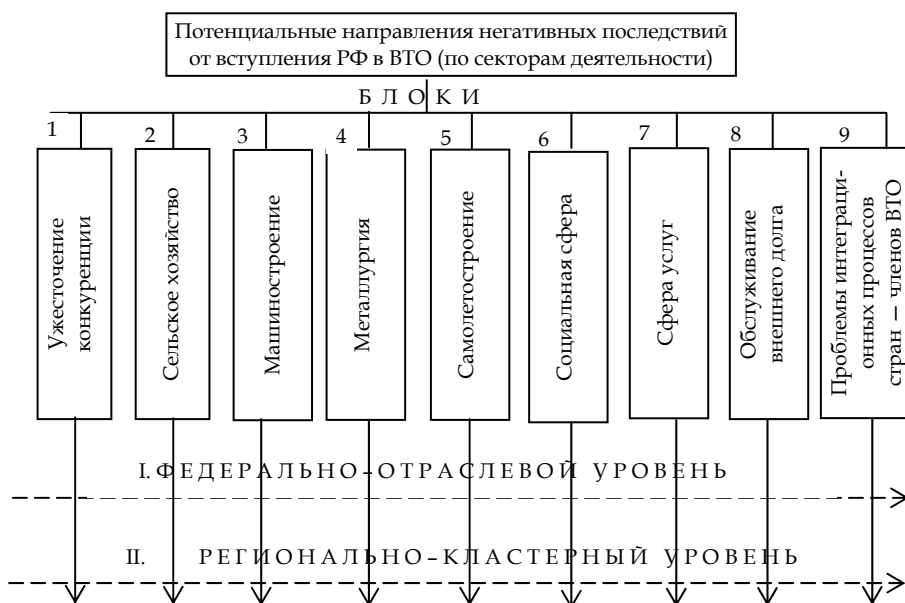 Потенциальные направления негативных последствий
от вступления РФ в ВТО (по секторам деятельности)
БЛОКИ
1
Ужесточение
конкуренции
2
Сельское хозяйство
3
Машиностроение
4
Металлургия
5
Самолетостроение
6
Социальная сфера
7
Сфера услуг
8
Обслуживание
внешнего долга
9
Проблемы интеграци-
онных процессов
стран – членов ВТО
I. ФЕДЕРАЛЬНО-ОТРАСЛЕВОЙ УРОВЕНЬ
II. РЕГИОНАЛЬНО-КЛАСТЕРНЫЙ УРОВЕНЬ